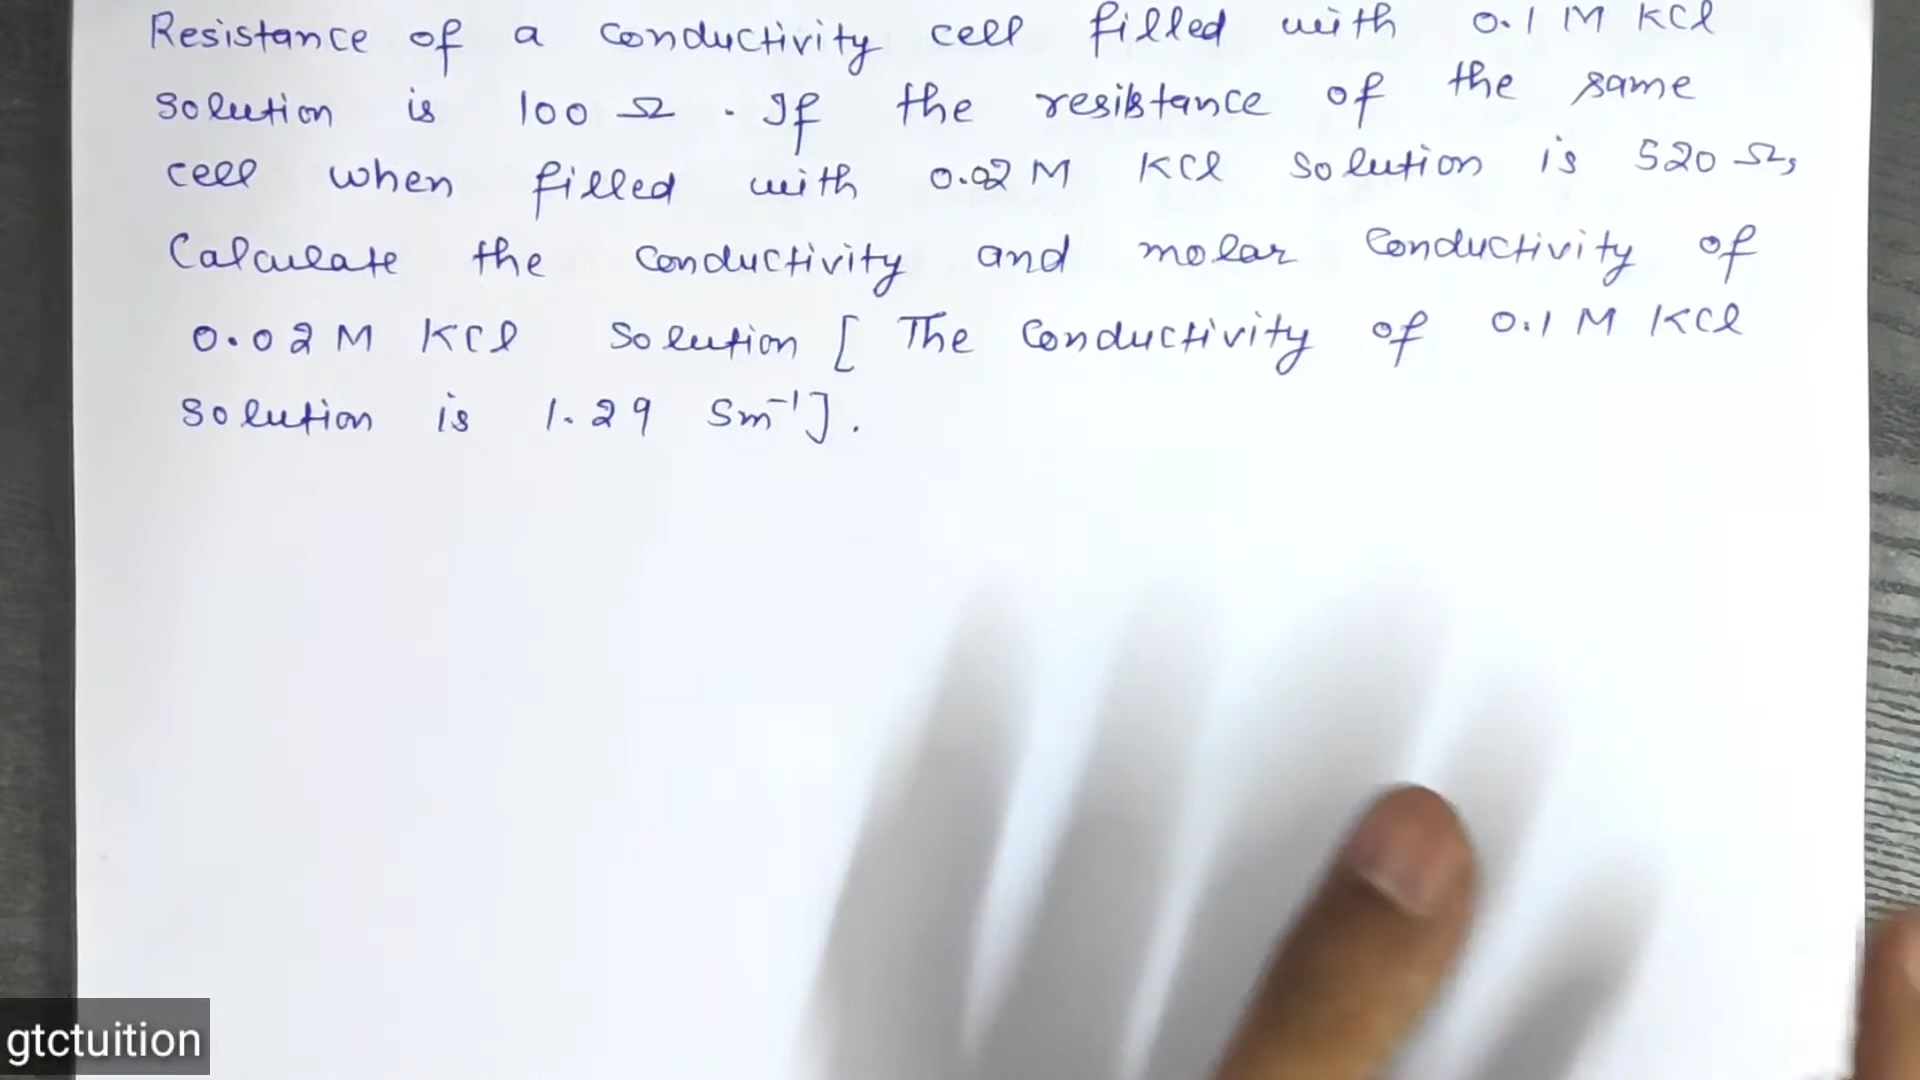 Resistance of a conductivity cell filled with 0.1 M KCl
solution is 100 Ω. If the resistance of the same
cell when filled with 0.02 M KCl solution is 520 Ω,
Calculate the conductivity and molar conductivity of
0.02 M KCl solution [ The conductivity of 0.1 M KCl
solution is 1.29 Sm⁻¹].
gtctuition